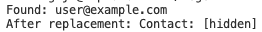 Found: user@example.com
After replacement: Contact: [hidden]